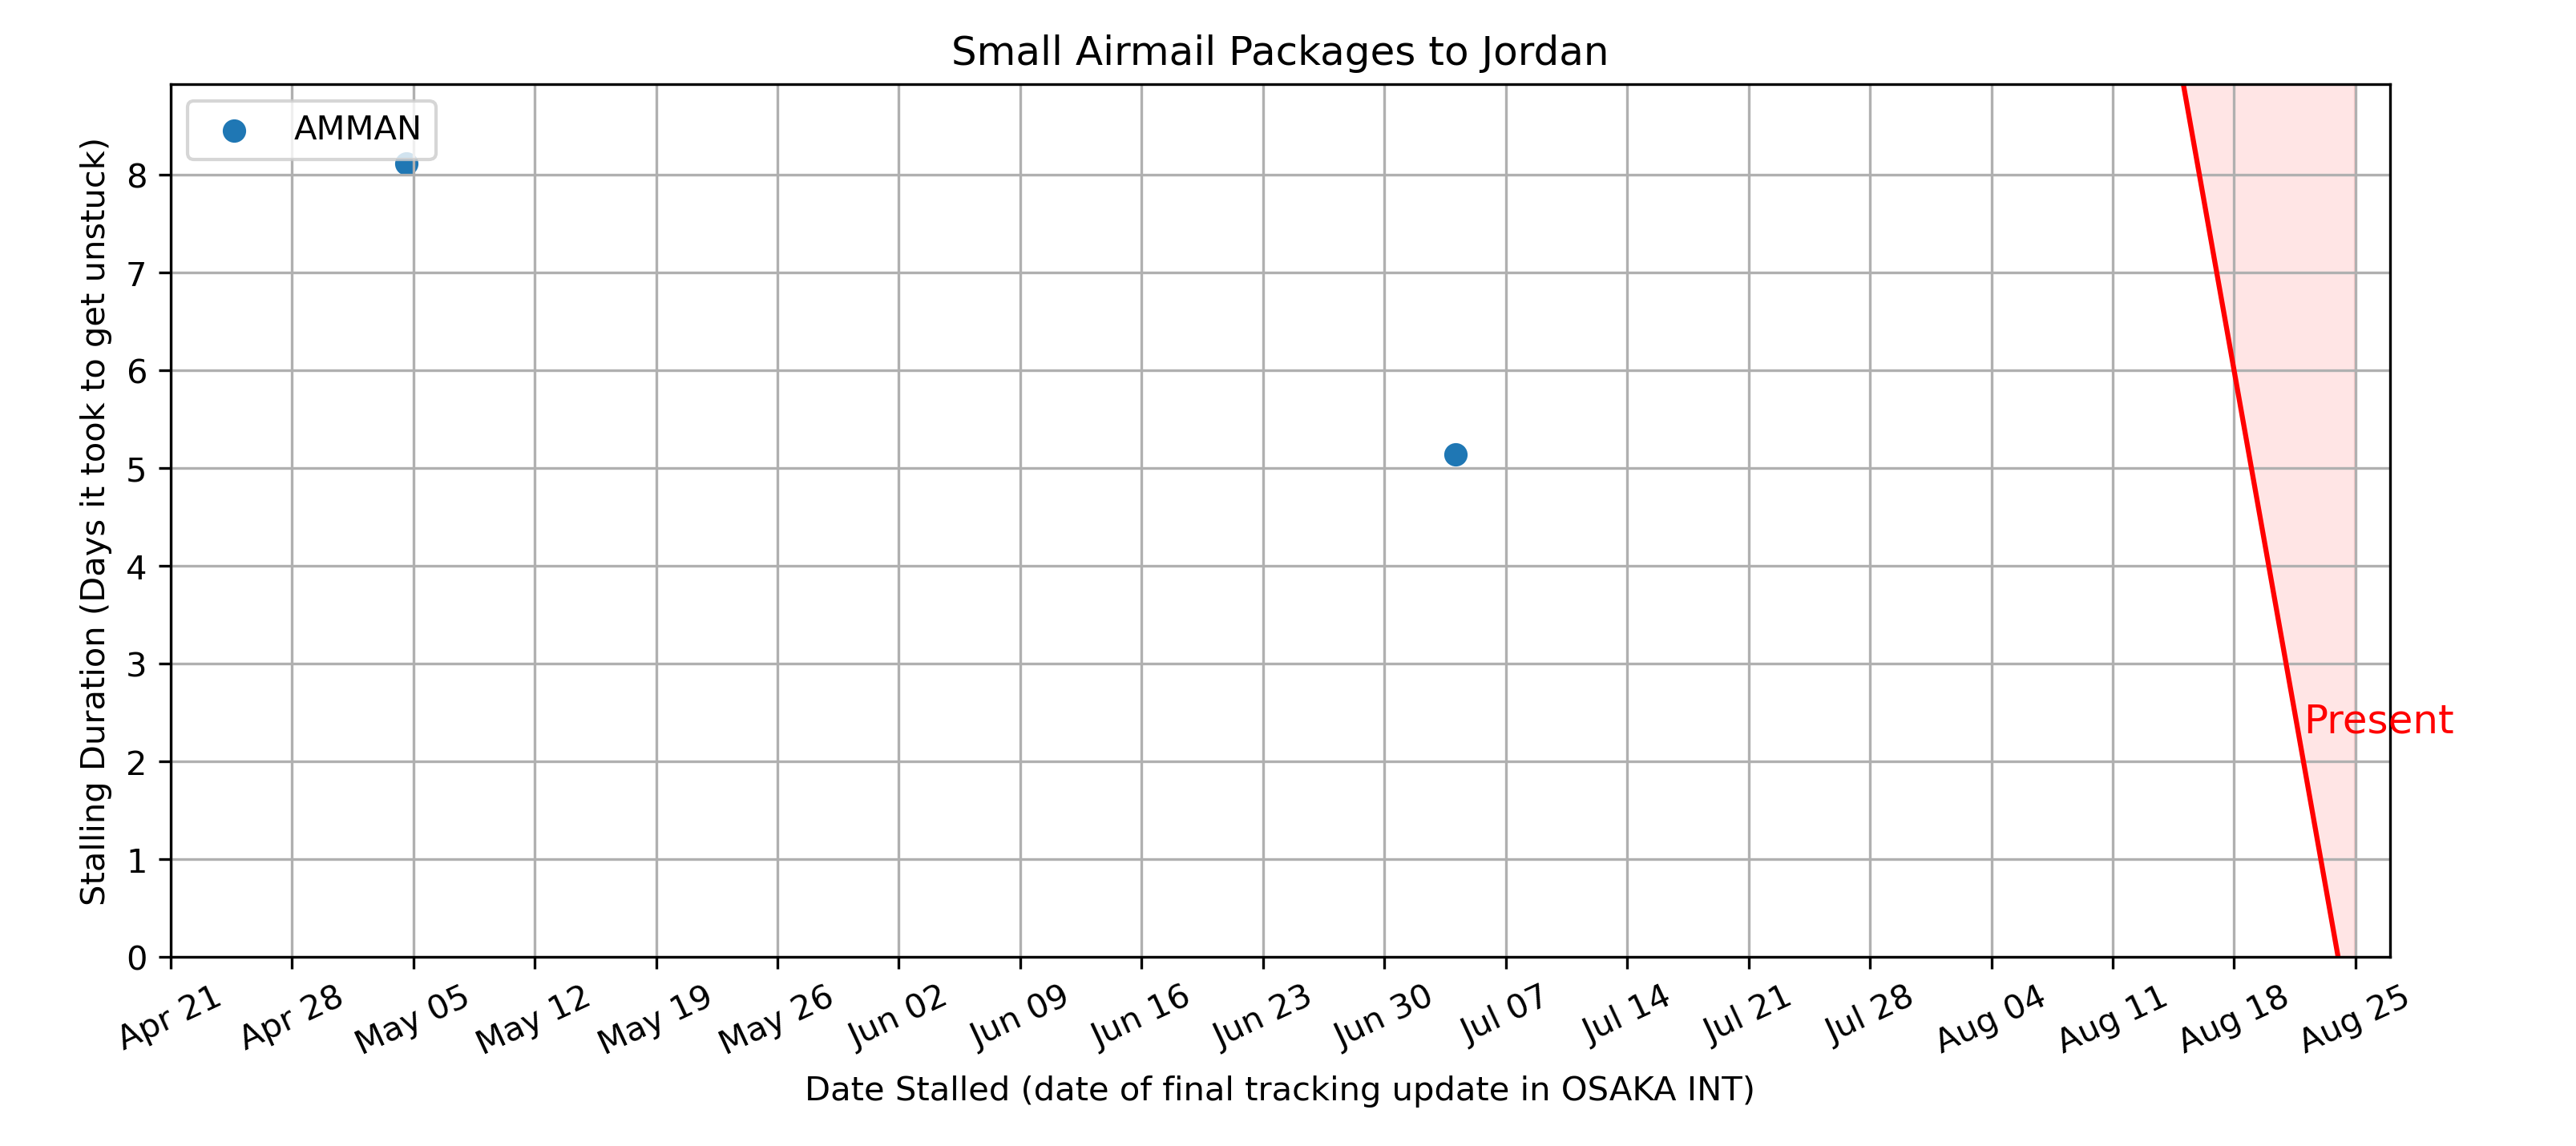 Small Airmail Packages to Jordan
AMMAN
Stalling Duration (Days it took to get unstuck)
8
7
6
5
4
3
2
1
0
Present
Apr 21
Apr 28
May 05
May 12
May 19
May 26
Jun 02
Jun 09
Jun 16
Jun 23
Jun 30
Jul 07
Jul 14
Jul 21
Jul 28
Aug 04
Aug 11
Aug 18
Aug 25
Date Stalled (date of final tracking update in OSAKA INT)